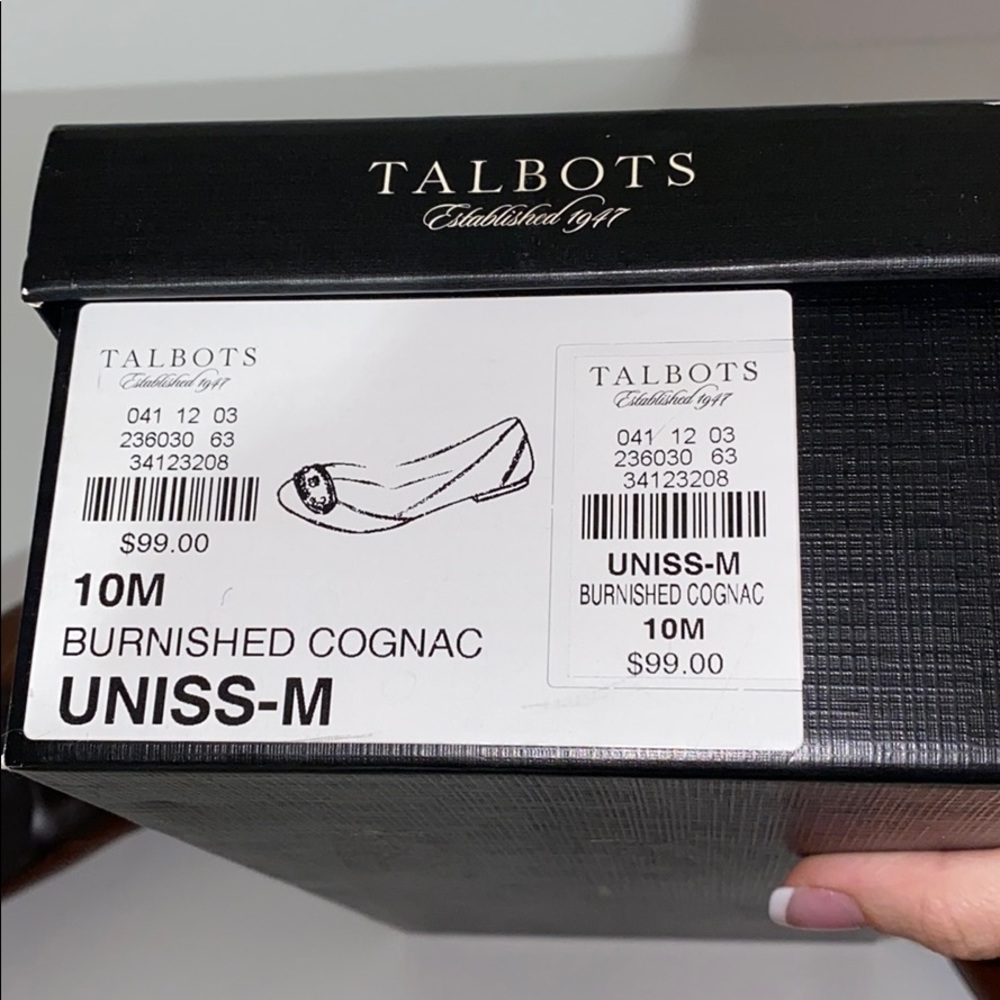 TALBOTS
Established 1947
TALBOTS
Established 1947
041 12 03
236030 63
34123208
$99.00
10M
BURNISHED COGNAC
UNISS-M
TALBOTS
Established 1947
041 12 03
236030 63
34123208
UNISS-M
BURNISHED COGNAC
10M
$99.00